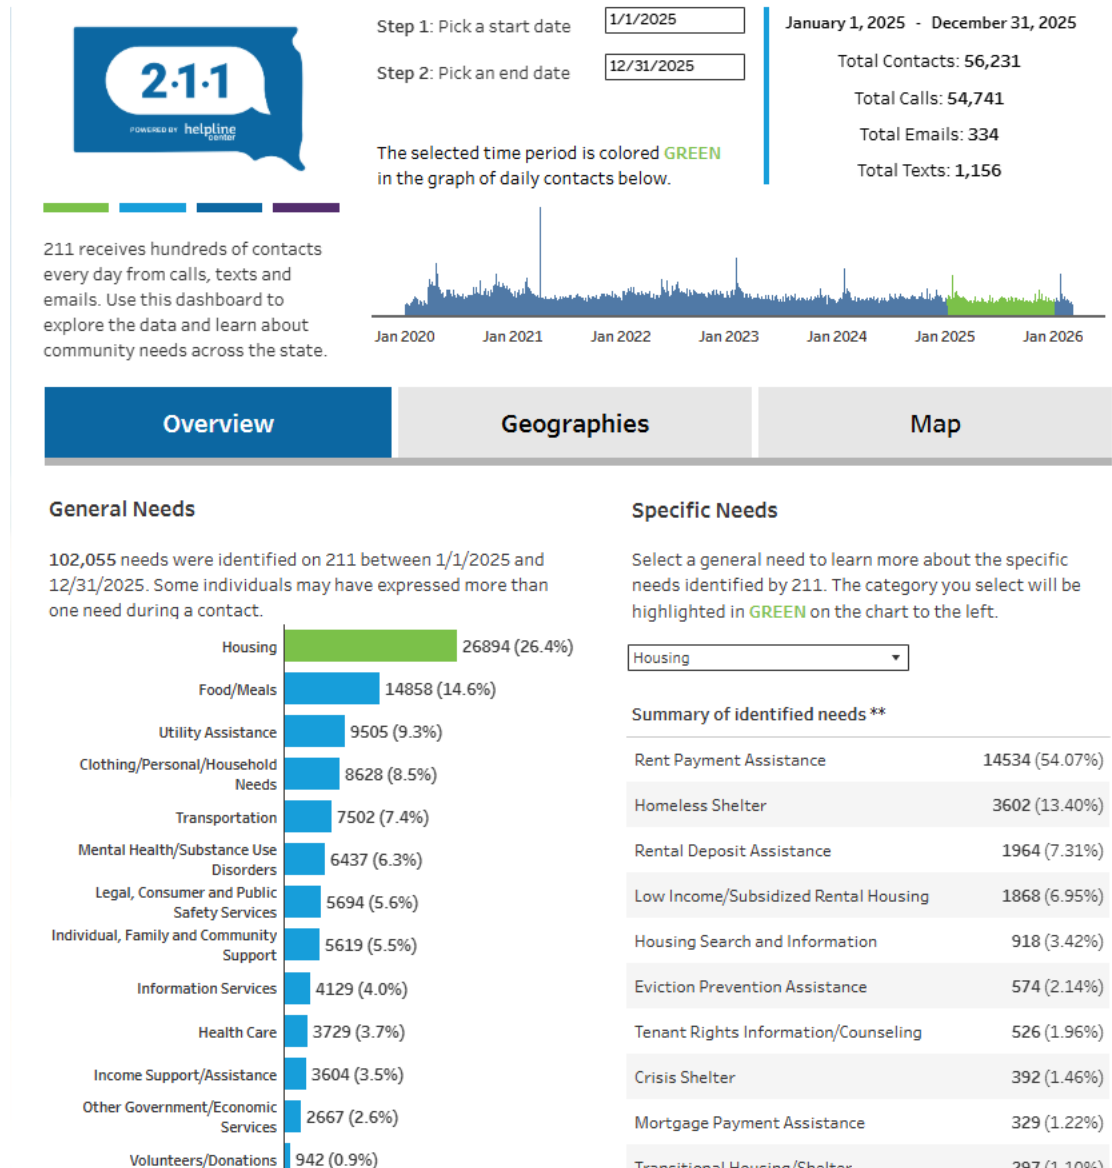 2·1·1
POWERED BY helpline center
Step 1: Pick a start date
1/1/2025
Step 2: Pick an end date
12/31/2025
The selected time period is colored GREEN
in the graph of daily contacts below.
January 1, 2025 - December 31, 2025
Total Contacts: 56,231
Total Calls: 54,741
Total Emails: 334
Total Texts: 1,156
211 receives hundreds of contacts
every day from calls, texts and
emails. Use this dashboard to
explore the data and learn about
community needs across the state.
Jan 2020 Jan 2021 Jan 2022 Jan 2023 Jan 2024 Jan 2025 Jan 2026
Overview Geographies Map
General Needs
102,055 needs were identified on 211 between 1/1/2025 and
12/31/2025. Some individuals may have expressed more than
one need during a contact.
Housing 26894 (26.4%)
Food/Meals 14858 (14.6%)
Utility Assistance 9505 (9.3%)
Clothing/Personal/Household
Needs 8628 (8.5%)
Transportation 7502 (7.4%)
Mental Health/Substance Use
Disorders 6437 (6.3%)
Legal, Consumer and Public
Safety Services 5694 (5.6%)
Individual, Family and Community
Support 5619 (5.5%)
Information Services 4129 (4.0%)
Health Care 3729 (3.7%)
Income Support/Assistance 3604 (3.5%)
Other Government/Economic
Services 2667 (2.6%)
Volunteers/Donations 942 (0.9%)
Specific Needs
Select a general need to learn more about the specific
needs identified by 211. The category you select will be
highlighted in GREEN on the chart to the left.
Housing
Summary of identified needs **
Rent Payment Assistance 14534 (54.07%)
Homeless Shelter 3602 (13.40%)
Rental Deposit Assistance 1964 (7.31%)
Low Income/Subsidized Rental Housing 1868 (6.95%)
Housing Search and Information 918 (3.42%)
Eviction Prevention Assistance 574 (2.14%)
Tenant Rights Information/Counseling 526 (1.96%)
Crisis Shelter 392 (1.46%)
Mortgage Payment Assistance 329 (1.22%)
Transitional Housing/Shelter 297 (1.10%)